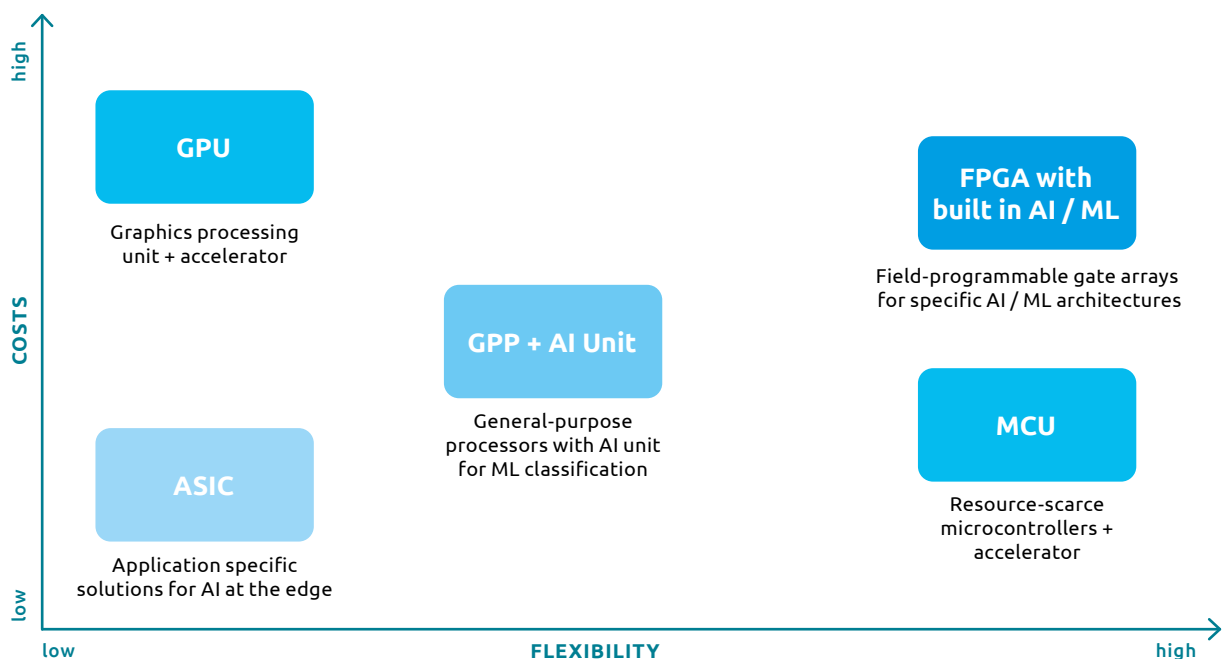 high
GPU
Graphics processing
unit + accelerator
FPGA with
built in AI / ML
Field-programmable gate arrays
for specific AI / ML architectures
COSTS
GPP + AI Unit
General-purpose
processors with AI unit
for ML classification
MCU
Resource-scarce
microcontrollers +
accelerator
ASIC
Application specific
solutions for AI at the edge
low
low
FLEXIBILITY
high